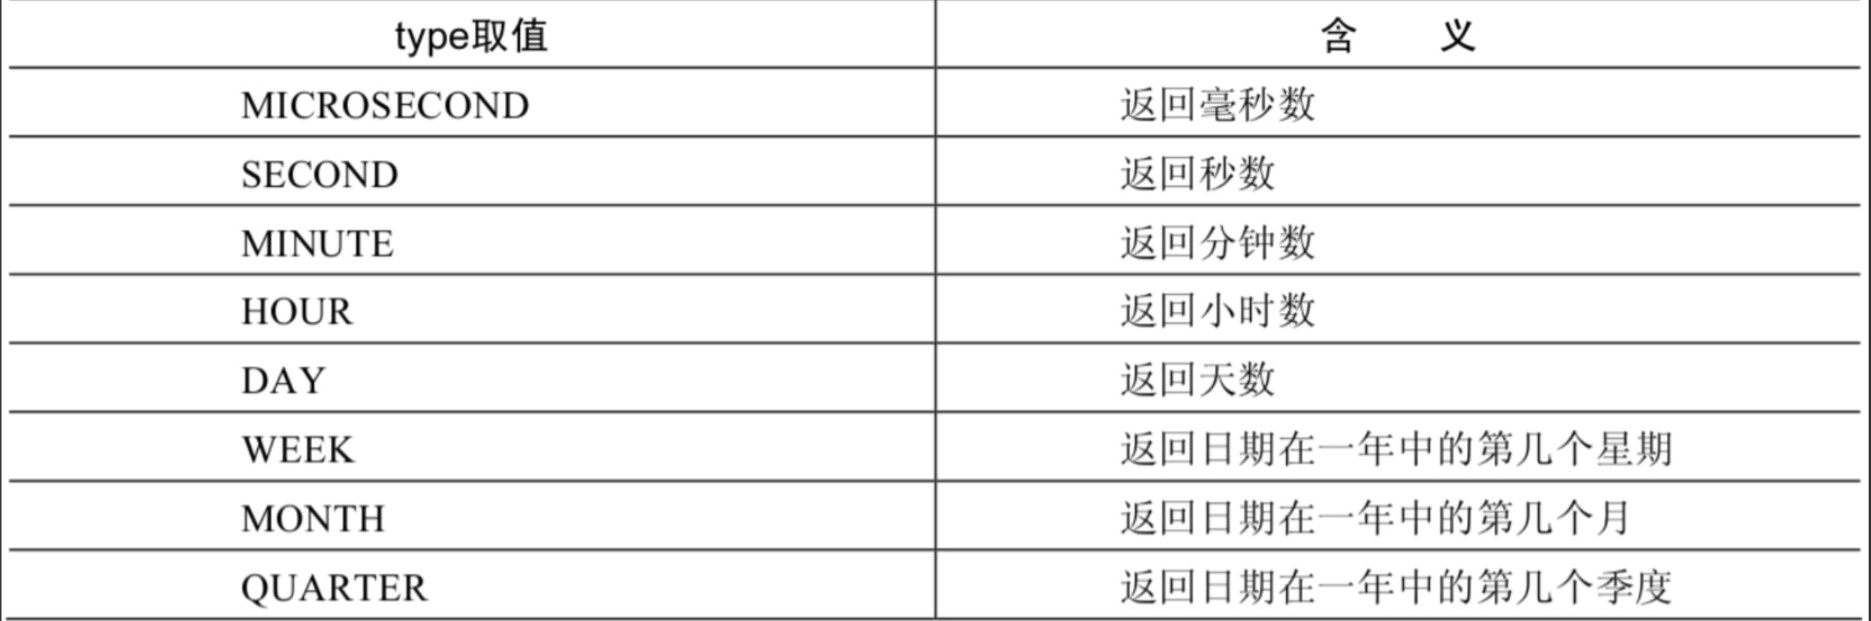 type取值 含 义
MICROSECOND 返回毫秒数
SECOND 返回秒数
MINUTE 返回分钟数
HOUR 返回小时数
DAY 返回天数
WEEK 返回日期在一年中的第几个星期
MONTH 返回日期在一年中的第几个月
QUARTER 返回日期在一年中的第几个季度